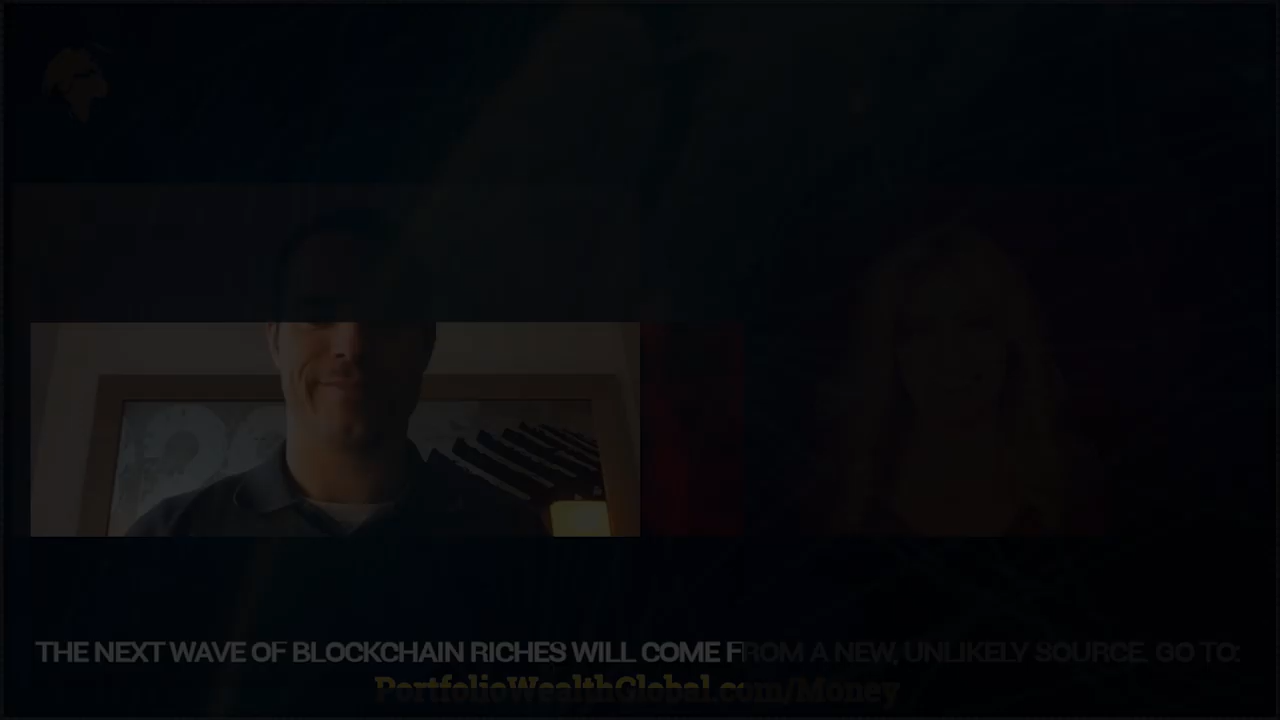 THE NEXT WAVE OF BLOCKCHAIN RICHES WILL COME FROM A NEW, UNLIKELY SOURCE. GO TO:
PortfolioWealthGlobal.com/Money